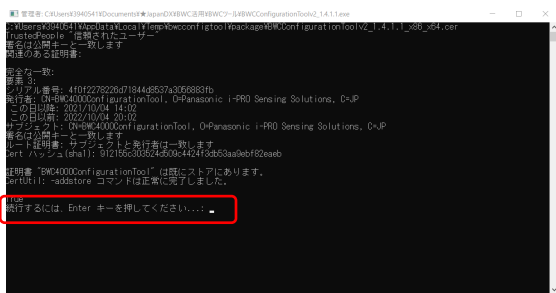 管理者: C:¥Users¥3940541¥Documents¥★JapanDX¥BWC活用¥BWCツール¥BWCConfigurationToolv2_1.4.1.1.exe
C:¥Users¥3940541¥AppData¥Local¥Temp¥bwcconfigtool¥package¥BWCConfigurationToolv2_1.4.1.1_x86_x64.cer
TrustedPeople "信頼されたユーザー"
署名は公開キーと一致します
関連のある証明書:
完全な一致:
要素 3:
シリアル番号: 4f0f2278226d71844d8537a3056883fb
発行者: CN=BWC4000ConfigurationTool, O=Panasonic i-PRO Sensing Solutions, C=JP
この日以降: 2021/10/04 14:02
この日以前: 2022/10/04 20:02
サブジェクト: CN=BWC4000ConfigurationTool, O=Panasonic i-PRO Sensing Solutions, C=JP
署名は公開キーと一致します
ルート証明書: サブジェクトと発行者は一致します
Cert ハッシュ(sha1): 912155c303524d509c4424f3db53aa9ebf82eaeb
証明書 "BWC4000ConfigurationTool" は既にストアにあります。
CertUtil: -addstore コマンドは正常に完了しました。
True
続行するには、Enter キーを押してください...: